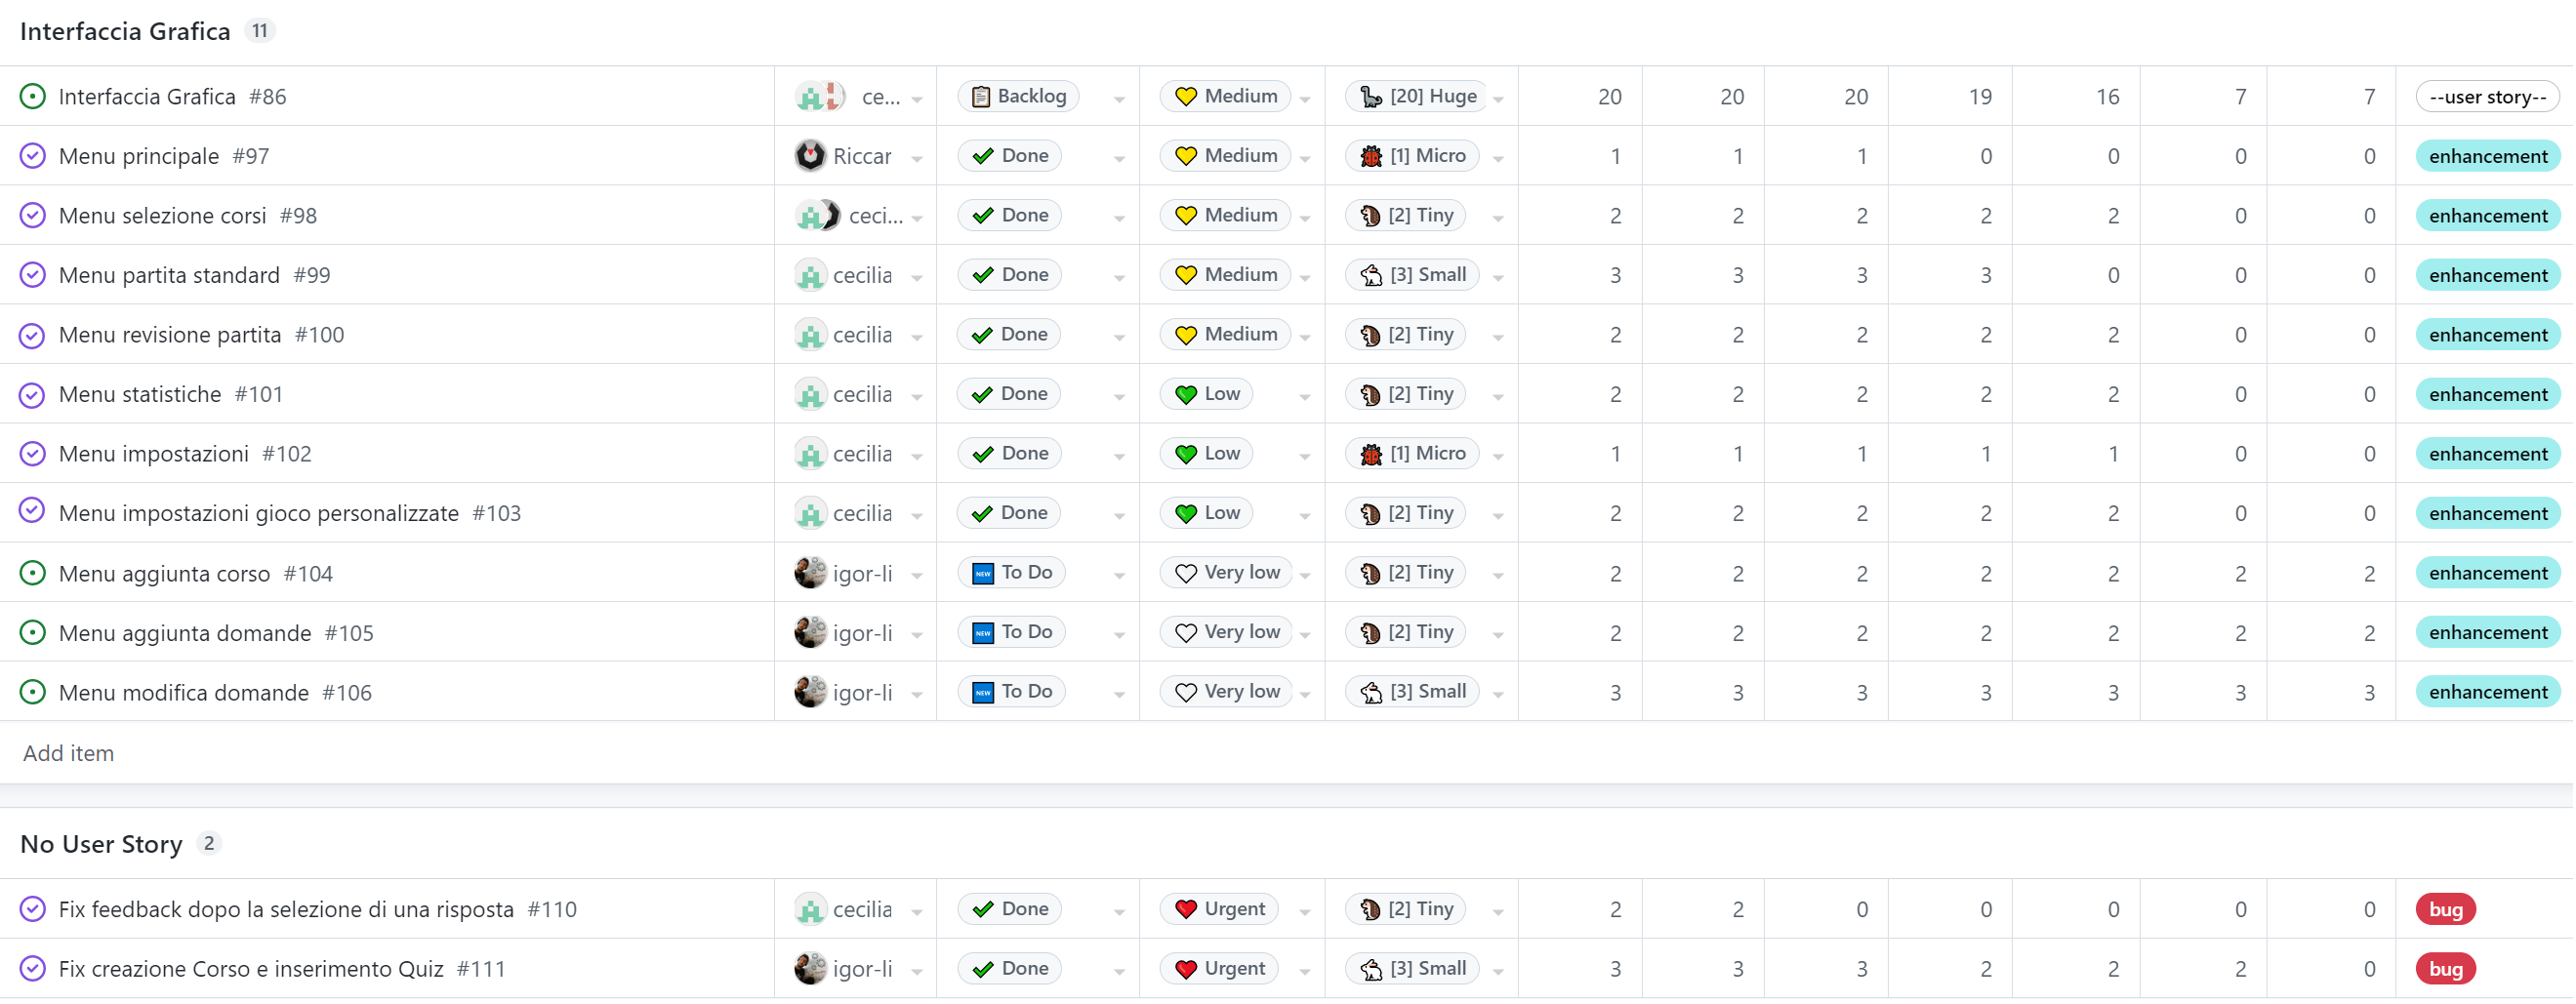 Interfaccia Grafica 11
Interfaccia Grafica #86 ce... Backlog Medium [20] Huge 20 20 20 19 16 7 7 --user story--
Menu principale #97 Riccar Done Medium [1] Micro 1 1 1 0 0 0 0 enhancement
Menu selezione corsi #98 ceci... Done Medium [2] Tiny 2 2 2 2 2 0 0 enhancement
Menu partita standard #99 cecilia Done Medium [3] Small 3 3 3 3 0 0 0 enhancement
Menu revisione partita #100 cecilia Done Medium [2] Tiny 2 2 2 2 2 0 0 enhancement
Menu statistiche #101 cecilia Done Low [2] Tiny 2 2 2 2 2 0 0 enhancement
Menu impostazioni #102 cecilia Done Low [1] Micro 1 1 1 1 1 0 0 enhancement
Menu impostazioni gioco personalizzate #103 cecilia Done Low [2] Tiny 2 2 2 2 2 0 0 enhancement
Menu aggiunta corso #104 igor-li NEW To Do Very low [2] Tiny 2 2 2 2 2 2 2 enhancement
Menu aggiunta domande #105 igor-li NEW To Do Very low [2] Tiny 2 2 2 2 2 2 2 enhancement
Menu modifica domande #106 igor-li NEW To Do Very low [3] Small 3 3 3 3 3 3 3 enhancement
Add item
No User Story 2
Fix feedback dopo la selezione di una risposta #110 cecilia Done Urgent [2] Tiny 2 2 0 0 0 0 0 bug
Fix creazione Corso e inserimento Quiz #111 igor-li Done Urgent [3] Small 3 3 3 2 2 2 0 bug